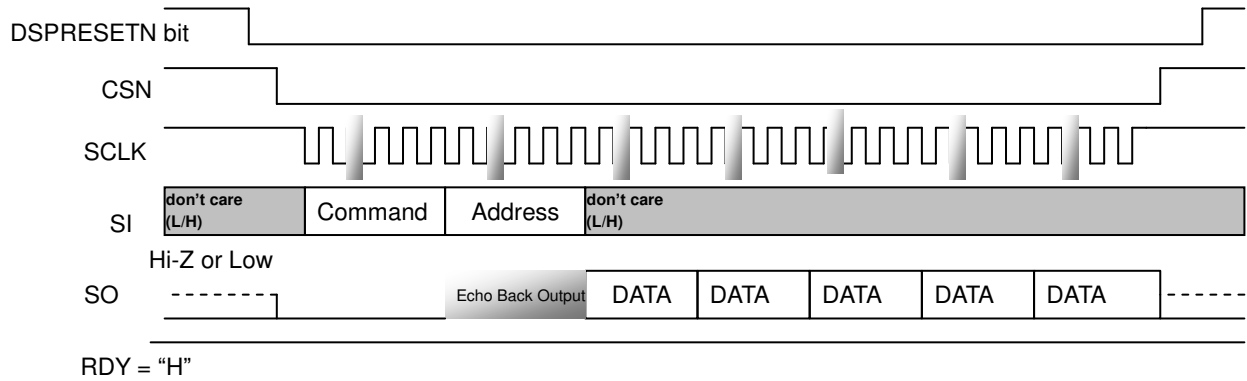 DSPRESETN bit
CSN
SCLK
SI
don't care
(L/H)
Command
Address
don't care
(L/H)
Hi-Z or Low
SO
Echo Back Output
DATA
DATA
DATA
DATA
DATA
RDY = “H”